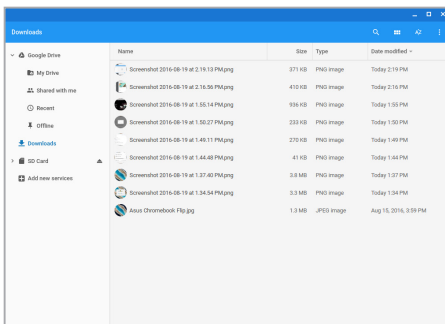 Downloads
Google Drive
My Drive
Shared with me
Recent
Offline
Downloads
SD Card
Add new services
Name Size Type Date modified
Screenshot 2016-08-19 at 2.19.13 PM.png 371 KB PNG image Today 2:19 PM
Screenshot 2016-08-19 at 2.16.56 PM.png 410 KB PNG image Today 2:16 PM
Screenshot 2016-08-19 at 1.55.14 PM.png 936 KB PNG image Today 1:55 PM
Screenshot 2016-08-19 at 1.50.27 PM.png 233 KB PNG image Today 1:50 PM
Screenshot 2016-08-19 at 1.49.11 PM.png 270 KB PNG image Today 1:49 PM
Screenshot 2016-08-19 at 1.44.48 PM.png 41 KB PNG image Today 1:44 PM
Screenshot 2016-08-19 at 1.37.40 PM.png 3.8 MB PNG image Today 1:37 PM
Screenshot 2016-08-19 at 1.34.54 PM.png 3.3 MB PNG image Today 1:34 PM
Asus Chromebook Flip.jpg 1.3 MB JPEG image Aug 15, 2016, 3:59 PM